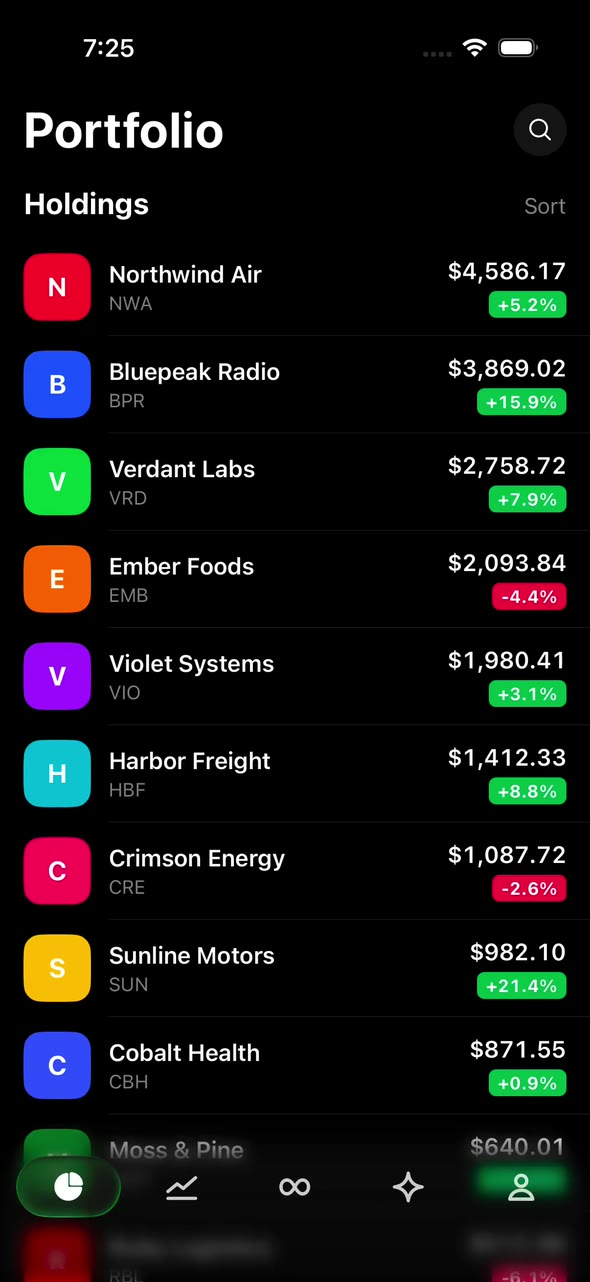 7:25
Portfolio
Holdings
Sort
N
Northwind Air
NWA
$4,586.17
+5.2%
B
Bluepeak Radio
BPR
$3,869.02
+15.9%
V
Verdant Labs
VRD
$2,758.72
+7.9%
E
Ember Foods
EMB
$2,093.84
-4.4%
V
Violet Systems
VIO
$1,980.41
+3.1%
H
Harbor Freight
HBF
$1,412.33
+8.8%
C
Crimson Energy
CRE
$1,087.72
-2.6%
S
Sunline Motors
SUN
$982.10
+21.4%
C
Cobalt Health
CBH
$871.55
+0.9%
Moss & Pine
$640.01
RBL
-6.1%